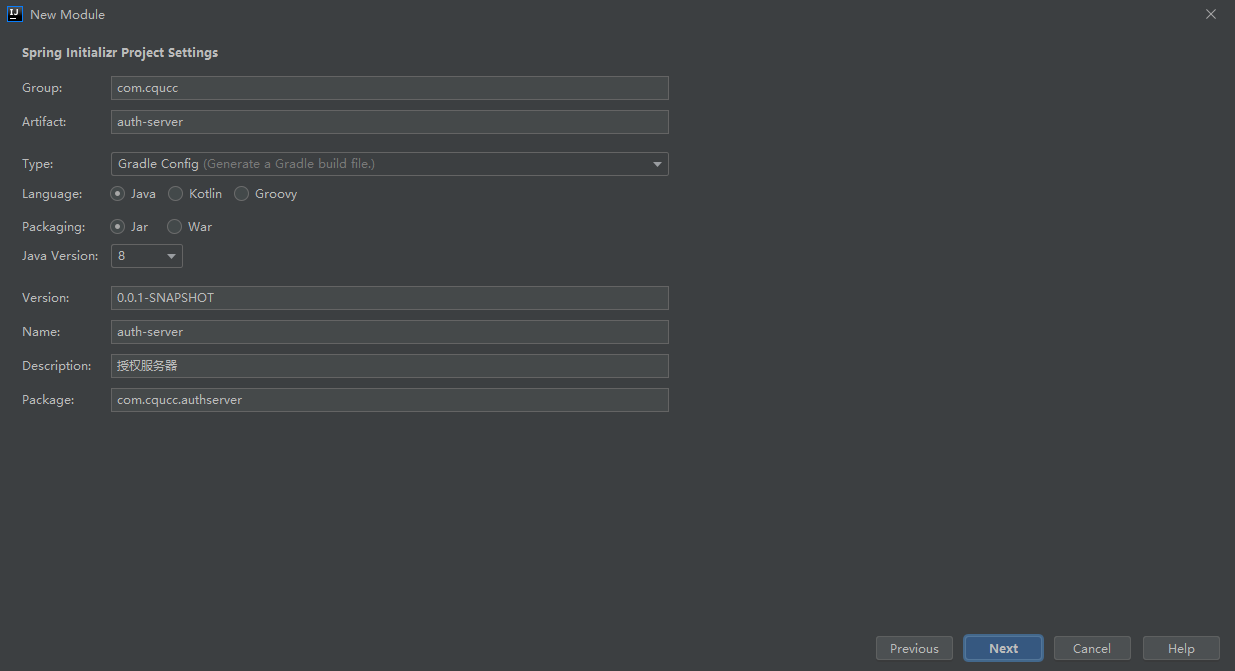 IJ
New Module
Spring Initializr Project Settings
Group: com.cqucc
Artifact: auth-server
Type: Gradle Config (Generate a Gradle build file.)
Language: Java Kotlin Groovy
Packaging: Jar War
Java Version: 8
Version: 0.0.1-SNAPSHOT
Name: auth-server
Description: 授权服务器
Package: com.cqucc.authserver
Previous Next Cancel Help